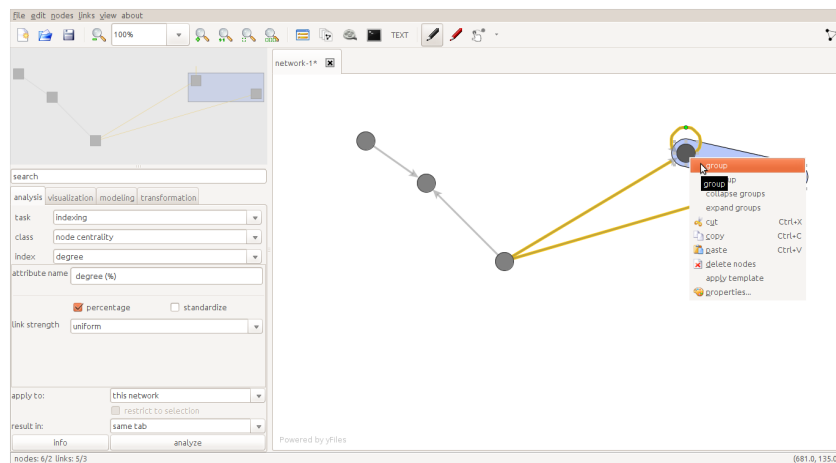 file edit nodes links view about
100%
TEXT
network-1*
search
analysis visualization modeling transformation
task indexing
class node centrality
index degree
attribute name degree (%)
percentage standardize
link strength uniform
apply to: this network
restrict to selection
result in: same tab
info analyze
nodes: 6/2 links: 5/3
group
group
collapse groups
expand groups
cut Ctrl+X
copy Ctrl+C
paste Ctrl+V
delete nodes
apply template
properties...
Powered by yFiles
(681.0, 135.0